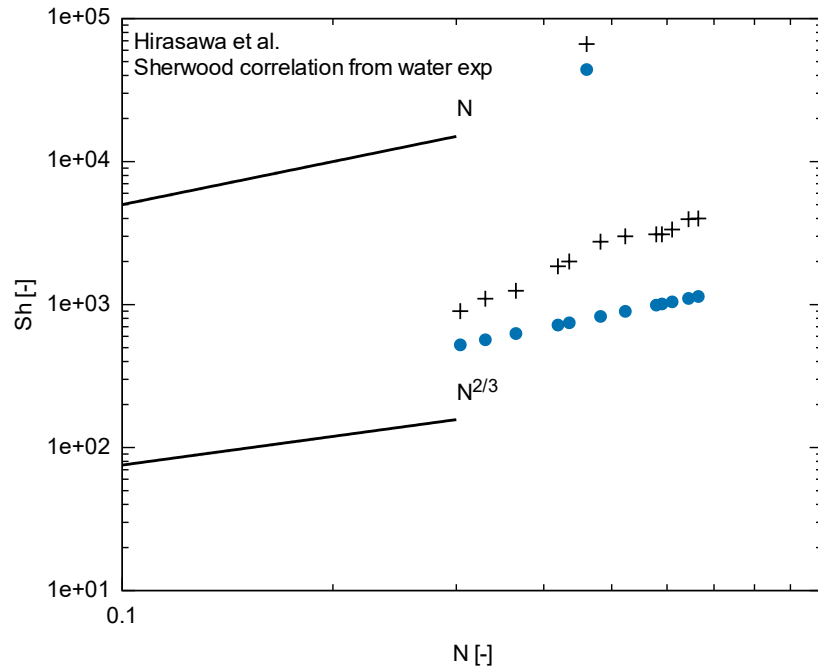 1e+05
Hirasawa et al.
Sherwood correlation from water exp
N
1e+04
Sh [-]
1e+03
N^{2/3}
1e+02
1e+01
0.1
N [-]